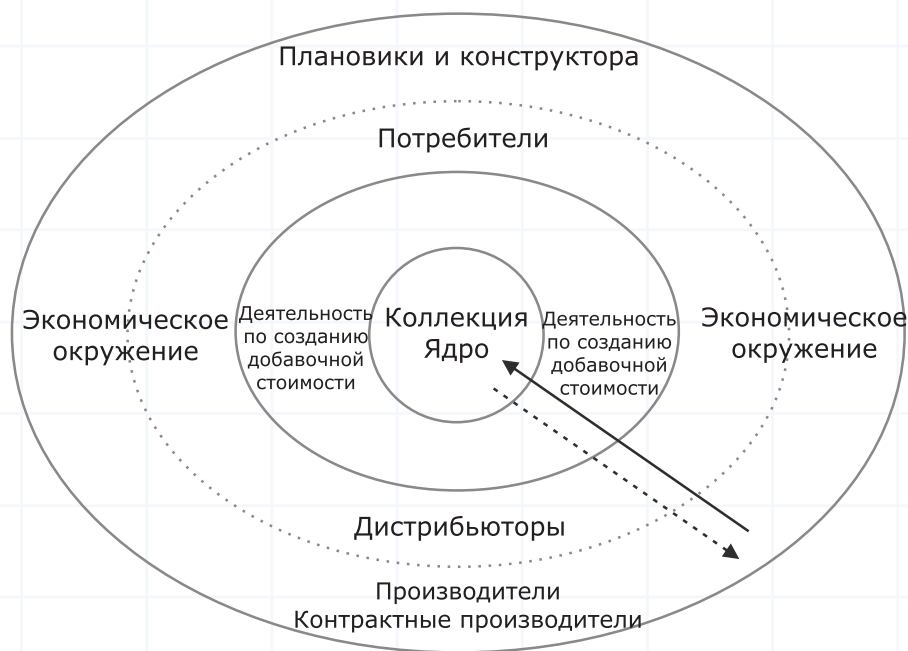 Плановики и конструктора
Потребители
Экономическое
окружение
Деятельность
по созданию
добавочной
стоимости
Коллекция
Ядро
Деятельность
по созданию
добавочной
стоимости
Экономическое
окружение
Дистрибьюторы
Производители
Контрактные производители